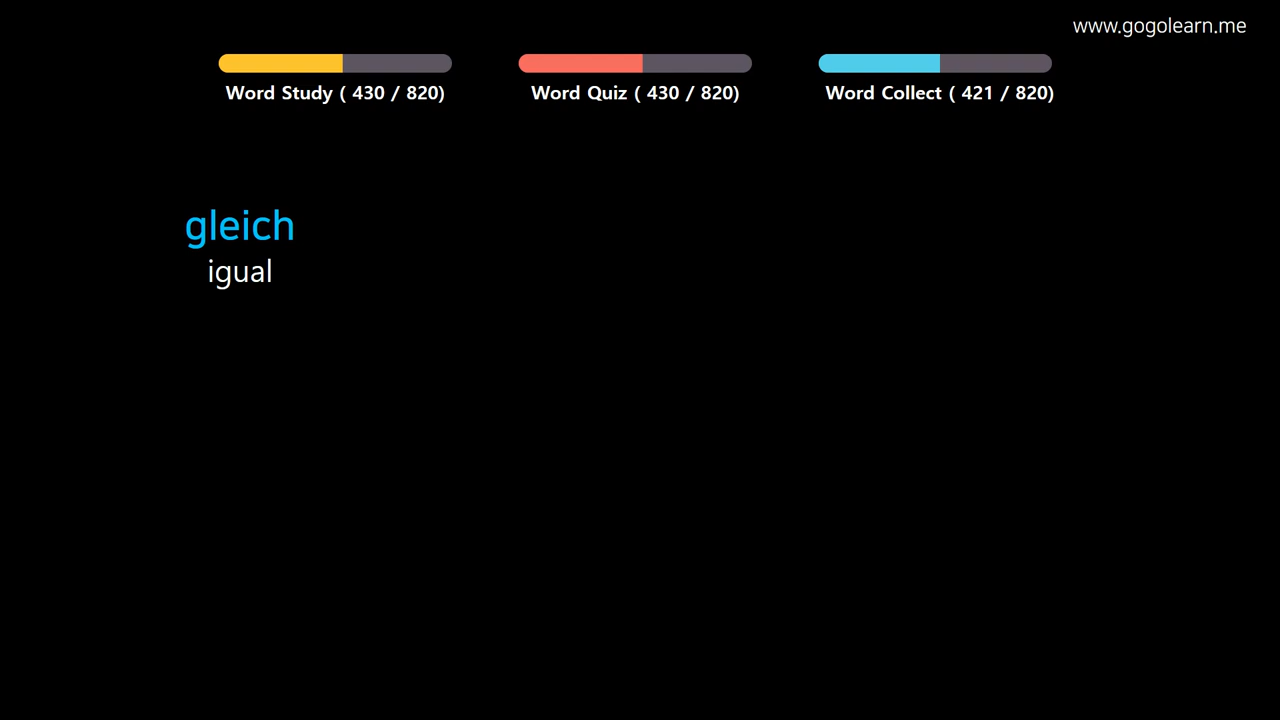 www.gogolearn.me
Word Study ( 430 / 820)
Word Quiz ( 430 / 820)
Word Collect ( 421 / 820)
gleich
igual